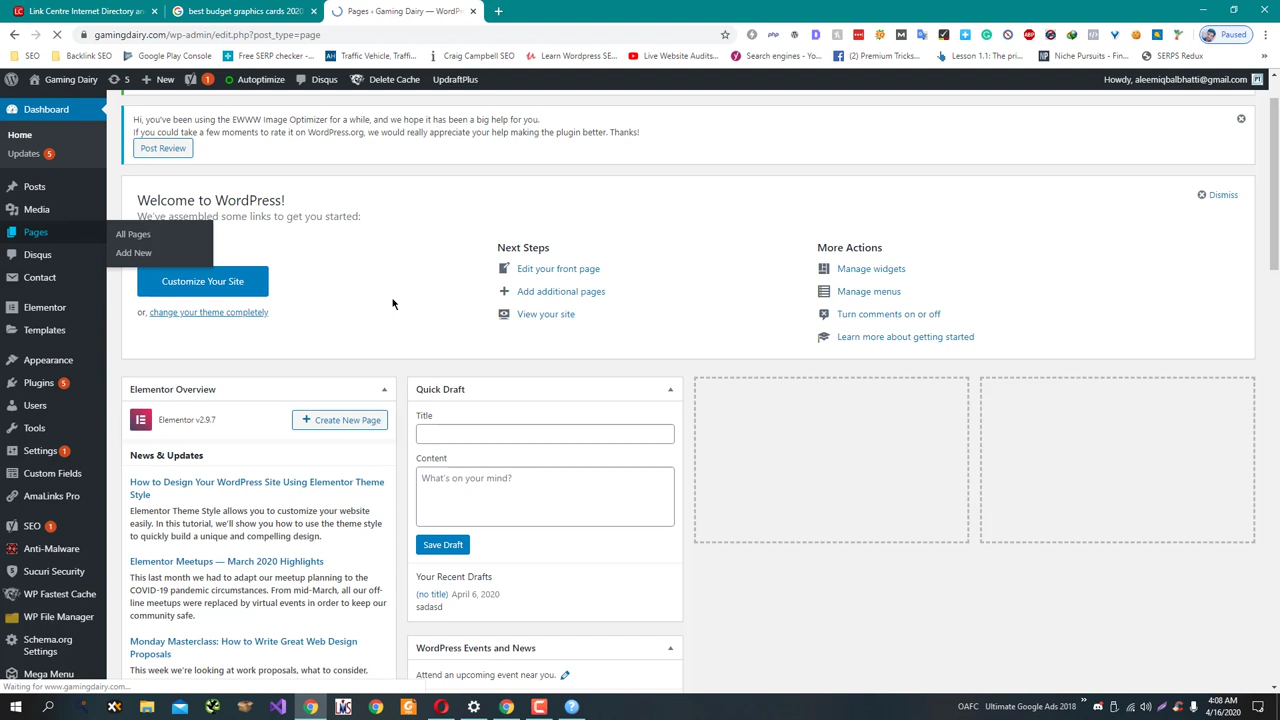 Link Centre Internet Directory an
best budget graphics cards 2020
Pages ‹ Gaming Dairy — WordPre
gamingdairy.com/wp-admin/edit.php?post_type=page
Paused
SEO
Backlink SEO
Google Play Console
Free SERP checker -...
Traffic Vehicle, Traffi...
Craig Campbell SEO
Learn Wordpress SE...
Live Website Audits...
Search engines - Yo...
(2) Premium Tricks...
Lesson 1.1: The pri...
Niche Pursuits - Fin...
SERPS Redux
Gaming Dairy
5
New
1
Autoptimize
Disqus
Delete Cache
UpdraftPlus
Howdy, aleemiqbalbhatti@gmail.com
Dashboard
Home
Updates 5
Posts
Media
Pages
All Pages
Add New
Disqus
Contact
Elementor
Templates
Appearance
Plugins 5
Users
Tools
Settings 1
Custom Fields
AmaLinks Pro
SEO 1
Anti-Malware
Sucuri Security
WP Fastest Cache
WP File Manager
Schema.org
Settings
Mega Menu
Hi, you've been using the EWWW Image Optimizer for a while, and we hope it has been a big help for you.
If you could take a few moments to rate it on WordPress.org, we would really appreciate your help making the plugin better. Thanks!
Post Review
Welcome to WordPress!
Dismiss
We've assembled some links to get you started:
Customize Your Site
or, change your theme completely
Next Steps
Edit your front page
Add additional pages
View your site
More Actions
Manage widgets
Manage menus
Turn comments on or off
Learn more about getting started
Elementor Overview
Elementor v2.9.7
Create New Page
News & Updates
How to Design Your WordPress Site Using Elementor Theme
Style
Elementor Theme Style allows you to customize your website
easily. In this tutorial, we'll show you how to use the theme style
to quickly build a unique and compelling design.
Elementor Meetups — March 2020 Highlights
This last month we had to adapt our meetup planning to the
COVID-19 pandemic circumstances. From mid-March, all our off-
line meetups were replaced by virtual events in order to keep our
community safe.
Monday Masterclass: How to Write Great Web Design
Proposals
This week we're looking at work proposals, what to consider,
Quick Draft
Title
Content
What's on your mind?
Save Draft
Your Recent Drafts
(no title) April 6, 2020
sadasd
WordPress Events and News
Attend an upcoming event near you.
Waiting for www.gamingdairy.com...
OAFC
Ultimate Google Ads 2018
4:08 AM
4/16/2020